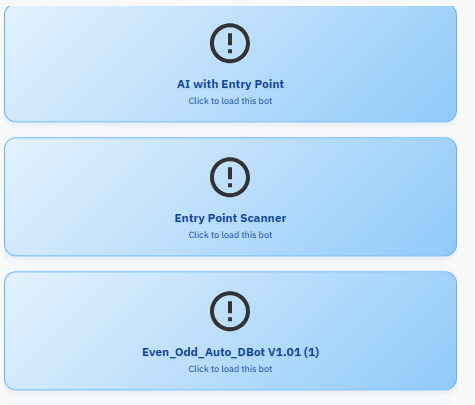 AI with Entry Point
Click to load this bot
Entry Point Scanner
Click to load this bot
Even_Odd_Auto_DBot V1.01 (1)
Click to load this bot